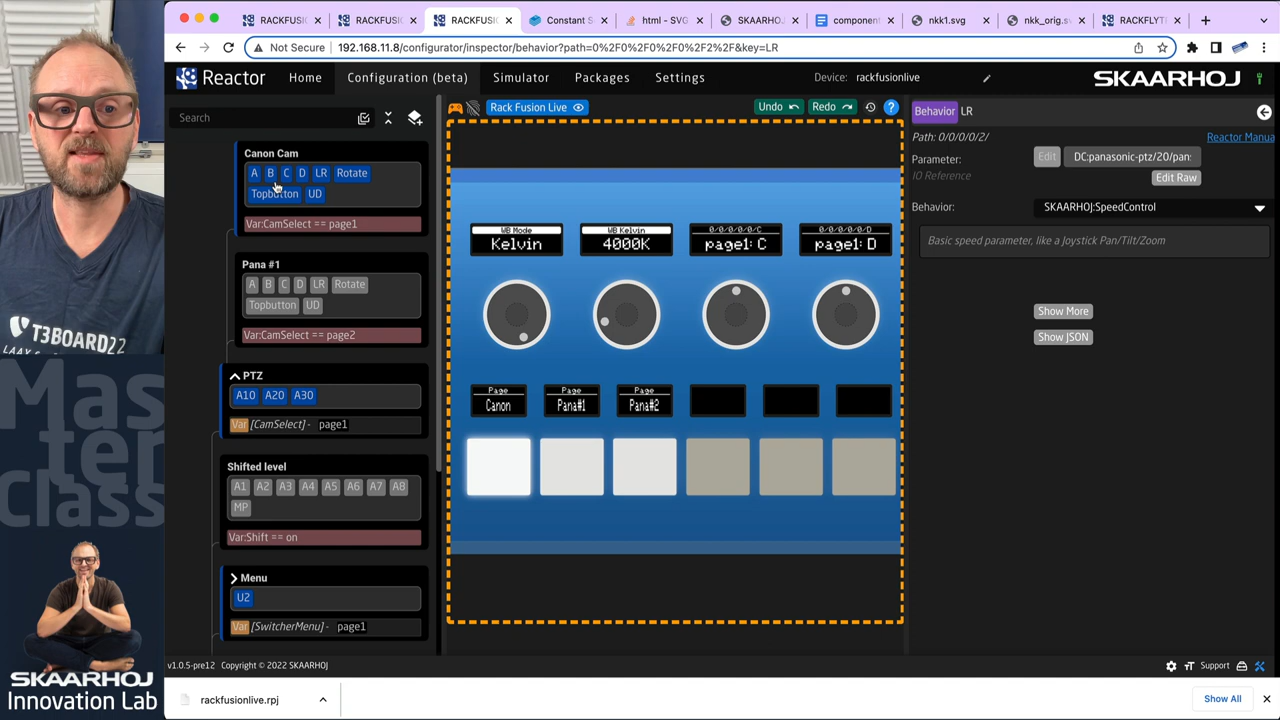 RACKFUSIO
RACKFUSIO
RACKFUSIO
Constant S
html - SVG
SKAARHOJ
component
nkk1.svg
nkk_orig.sv
RACKFLYT
Not Secure
192.168.11.8/configurator/inspector/behavior?path=0%2F0%2F0%2F0%2F2%2F&key=LR
Reactor
Home
Configuration (beta)
Simulator
Packages
Settings
Device:
rackfusionlive
SKAARHOJ
Search
Rack Fusion Live
Undo
Redo
?
Behavior LR
Path: 0/0/0/0/2/
Reactor Manua
Parameter:
IO Reference
Edit
DC:panasonic-ptz/20/pan:
Edit Raw
Behavior:
SKAARHOJ:SpeedControl
Basic speed parameter, like a Joystick Pan/Tilt/Zoom
Show More
Show JSON
Canon Cam
A B C D LR Rotate
Topbutton UD
Var:CamSelect == page1
Pana #1
A B C D LR Rotate
Topbutton UD
Var:CamSelect == page2
PTZ
A10 A20 A30
Var [CamSelect] - page1
Shifted level
A1 A2 A3 A4 A5 A6 A7 AB
MP
Var:Shift == on
Menu
U2
Var [SwitcherMenu] - page1
WB Mode
Kelvin
WB Kelvin
4000K
0/0/0/0/0/C
page1: C
0/0/0/0/0/D
page1: D
Page
Canon
Page
Pana#1
Page
Pana#2
T3BOARD22
Master
Class
SKAARHOJ
Innovation Lab
v1.0.5-pre12 Copyright © 2022 SKAARHOJ
Support
rackfusionlive.rpj
Show All